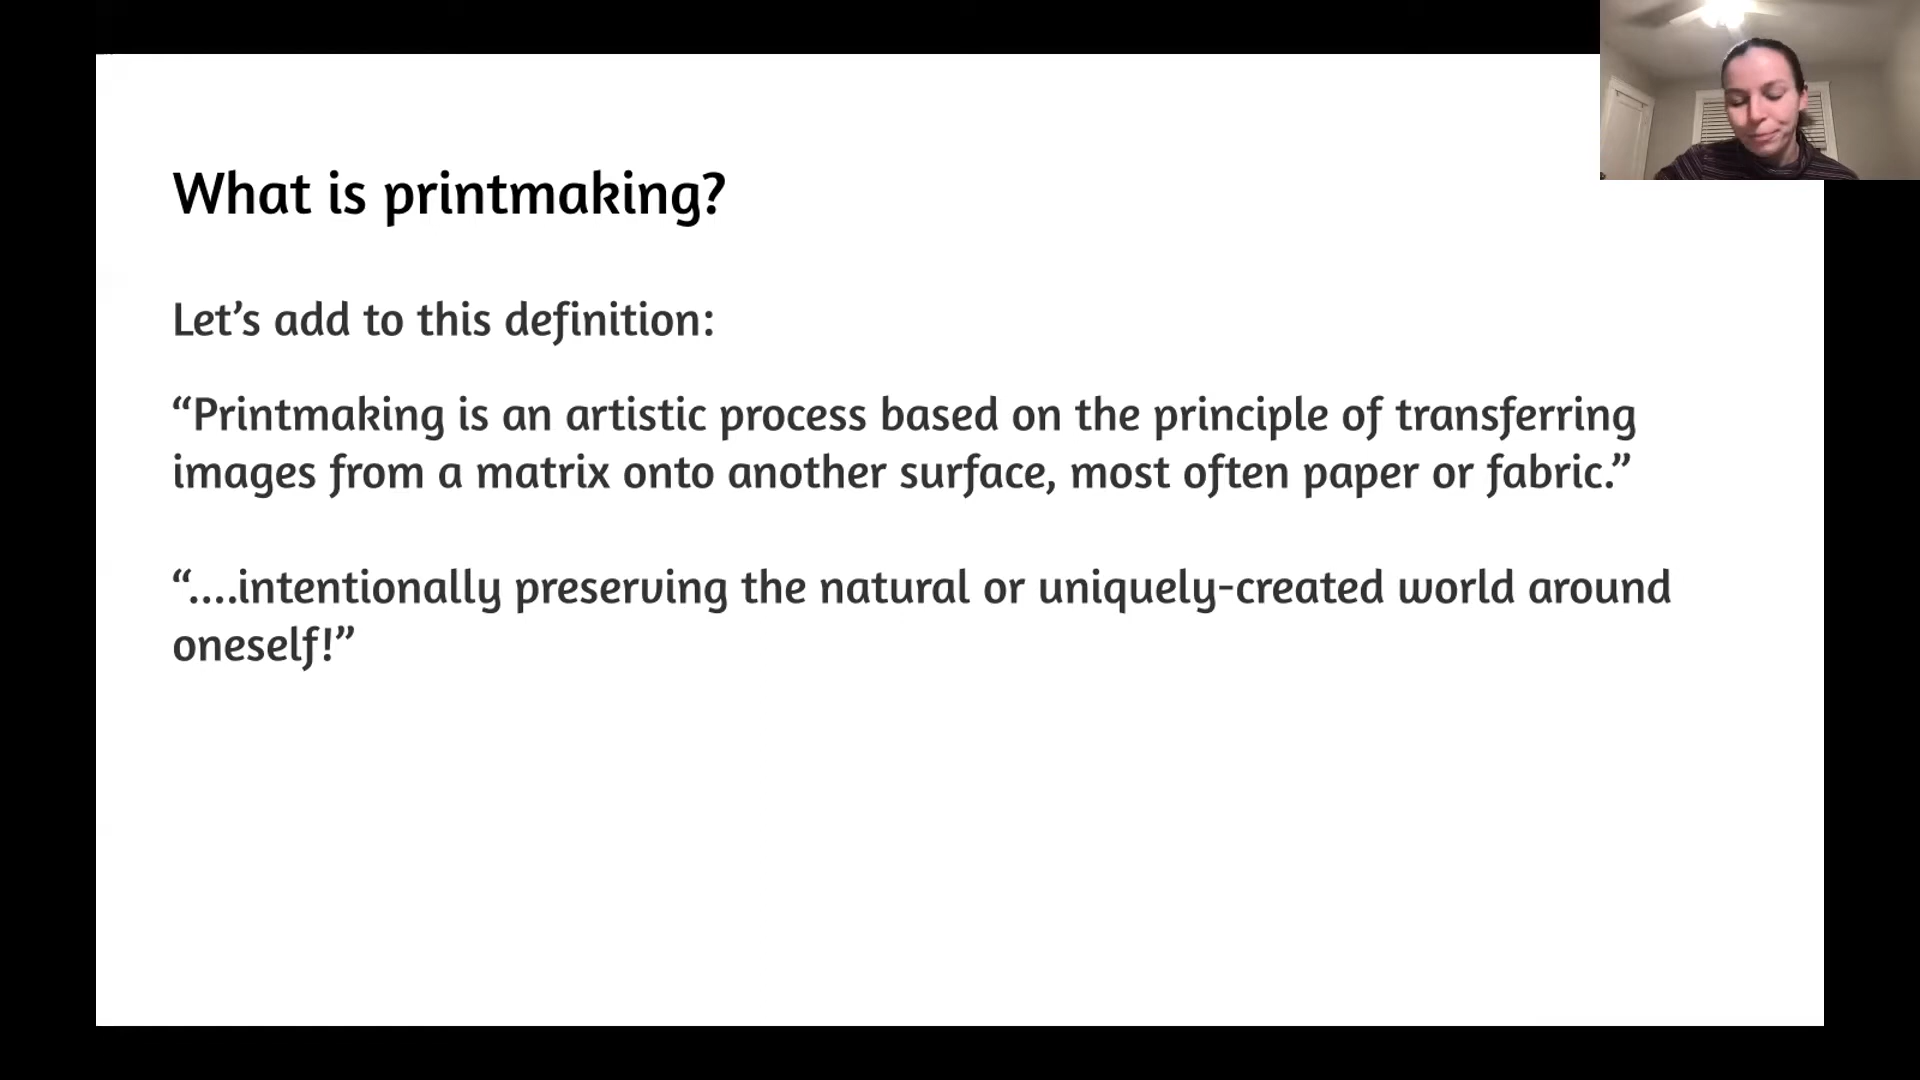 What is printmaking?
Let’s add to this definition:
“Printmaking is an artistic process based on the principle of transferring
images from a matrix onto another surface, most often paper or fabric.”
“....intentionally preserving the natural or uniquely-created world around
oneself!”